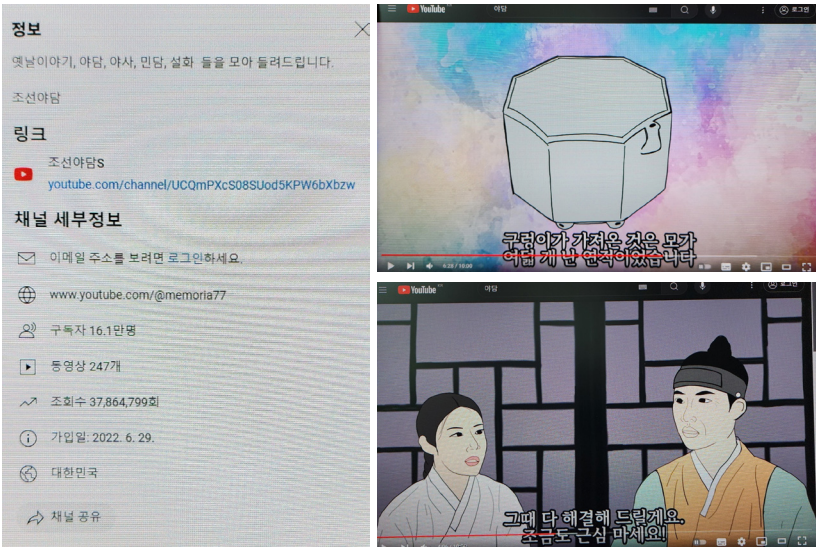 정보
옛날이야기, 야담, 야사, 민담, 설화 들을 모아 들려드립니다.
조선야담
링크
조선야담S
youtube.com/channel/UCQmPXcS08SUod5KPW6bXbzw
채널 세부정보
이메일 주소를 보려면 로그인하세요.
www.youtube.com/@memoria77
구독자 16.1만명
동영상 247개
조회수 37,864,799회
가입일: 2022. 6. 29.
대한민국
채널 공유
YouTube
야담
로그인
구렁이가 가져온 것은 모가
여덟 개 난 연적이었습니다
4:28 / 10:00
YouTube
야담
로그인
그때 다 해결해 드릴게요.
조금도 근심 마세요!